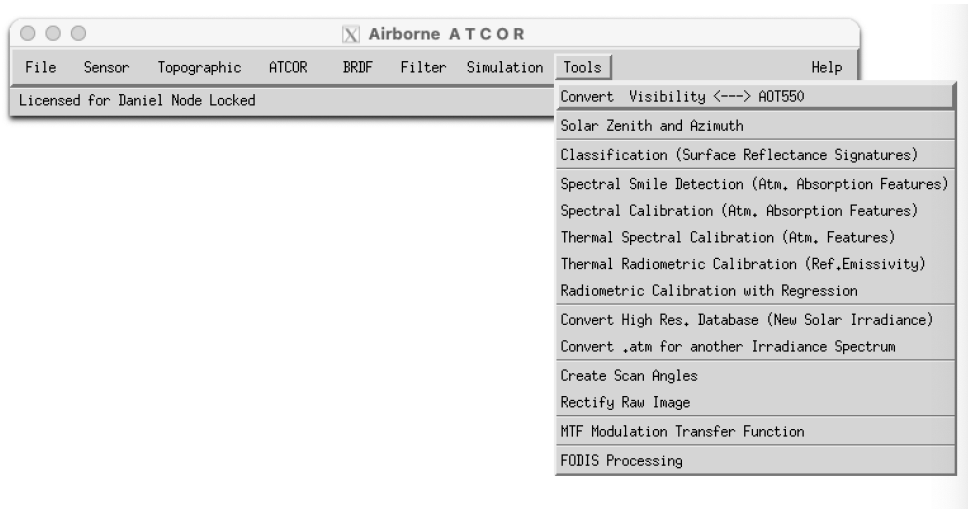 Airborne A T C O R
File Sensor Topographic ATCOR BRDF Filter Simulation Tools Help
Licensed for Daniel Node Locked
Convert Visibility <---> AOT550
Solar Zenith and Azimuth
Classification (Surface Reflectance Signatures)
Spectral Smile Detection (Atm. Absorption Features)
Spectral Calibration (Atm. Absorption Features)
Thermal Spectral Calibration (Atm. Features)
Thermal Radiometric Calibration (Ref.Emissivity)
Radiometric Calibration with Regression
Convert High Res. Database (New Solar Irradiance)
Convert .atm for another Irradiance Spectrum
Create Scan Angles
Rectify Raw Image
MTF Modulation Transfer Function
FODIS Processing